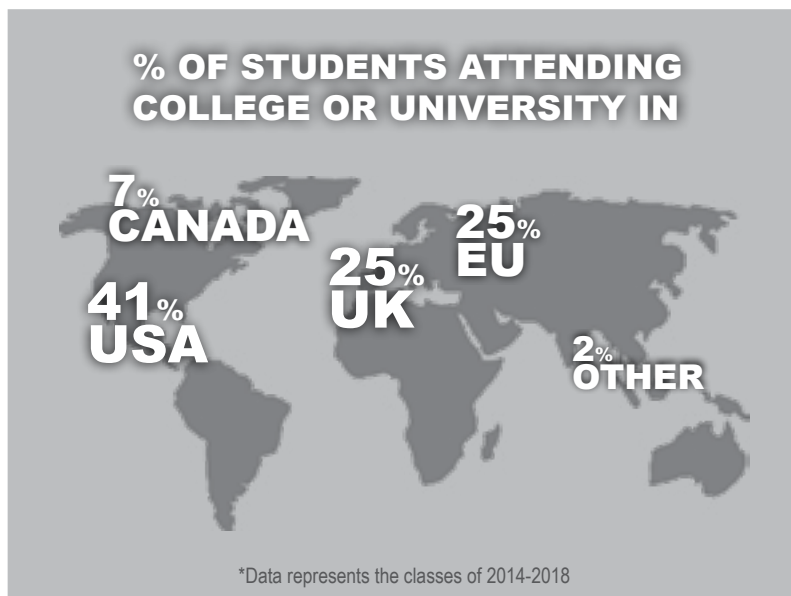 % OF STUDENTS ATTENDING
COLLEGE OR UNIVERSITY IN
7%
CANADA
25%
EU
25%
UK
41%
USA
2%
OTHER
*Data represents the classes of 2014-2018